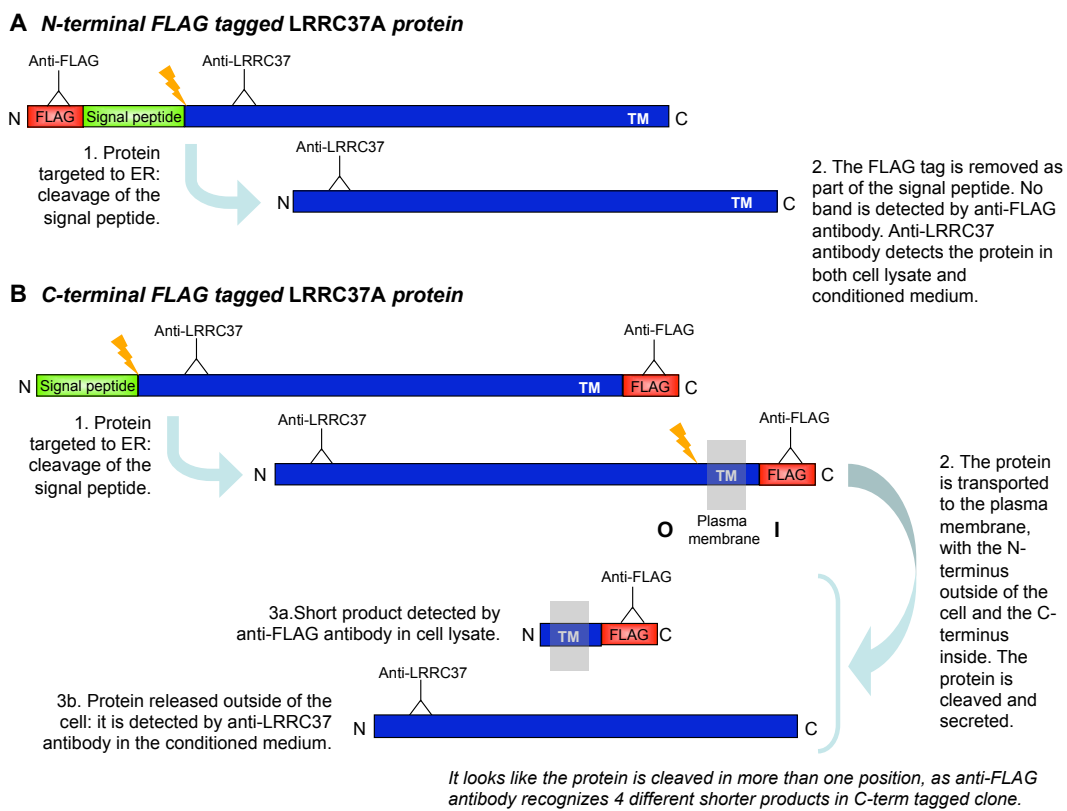 A N-terminal FLAG tagged LRRC37A protein
Anti-FLAG
Anti-LRRC37
N
FLAG
Signal peptide
TM
C
1. Protein
targeted to ER:
cleavage of the
signal peptide.
Anti-LRRC37
N
TM
C
2. The FLAG tag is removed as
part of the signal peptide. No
band is detected by anti-FLAG
antibody. Anti-LRRC37
antibody detects the protein in
both cell lysate and
conditioned medium.
B C-terminal FLAG tagged LRRC37A protein
Anti-LRRC37
Anti-FLAG
N
Signal peptide
TM
FLAG
C
1. Protein
targeted to ER:
cleavage of the
signal peptide.
Anti-LRRC37
Anti-FLAG
N
TM
FLAG
C
O
Plasma
membrane
I
2. The protein
is transported
to the plasma
membrane,
with the N-
terminus
outside of the
cell and the C-
terminus
inside. The
protein is
cleaved and
secreted.
Anti-FLAG
3a.Short product detected by
anti-FLAG antibody in cell lysate.
N
TM
FLAG
C
Anti-LRRC37
3b. Protein released outside of the
cell: it is detected by anti-LRRC37
antibody in the conditioned medium.
N
C
It looks like the protein is cleaved in more than one position, as anti-FLAG
antibody recognizes 4 different shorter products in C-term tagged clone.